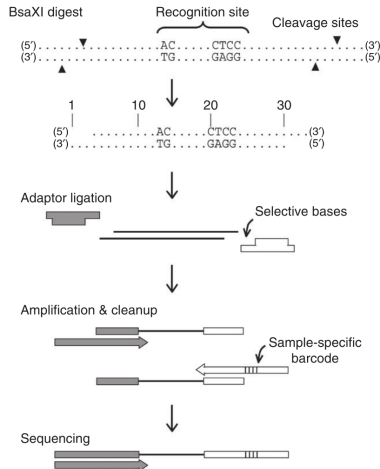 BsaXI digest
Recognition site
Cleavage sites
(5′)..................AC......CTCC....................(3′)
(3′)..................TG......GAGG....................(5′)
1 10 20 30
(5′) ..........AC.....CTCC........... (3′)
(3′).............TG.....GAGG........ (5′)
Adaptor ligation
Selective bases
Amplification & cleanup
Sample-specific
barcode
Sequencing